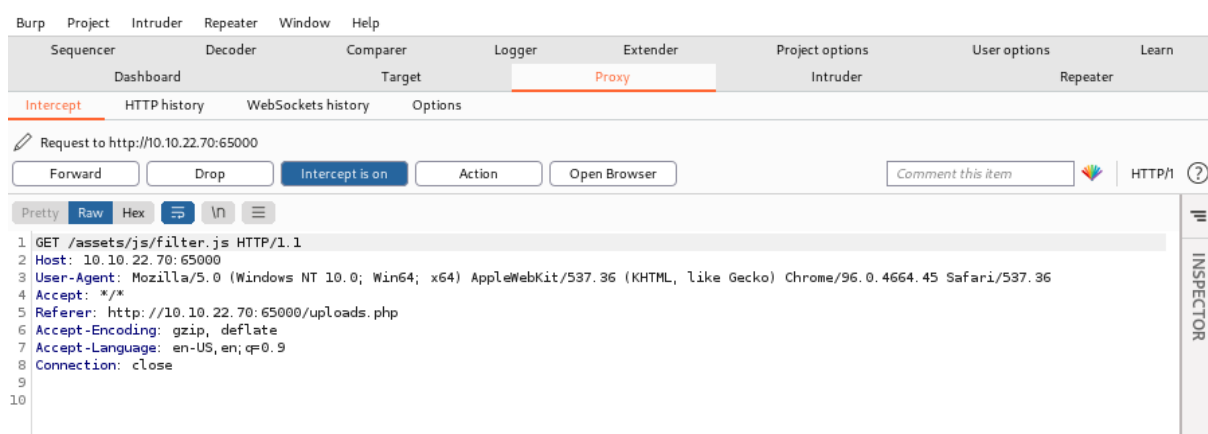 Burp Project Intruder Repeater Window Help
Sequencer Decoder Comparer Logger Extender Project options User options Learn
Dashboard Target Proxy Intruder Repeater
Intercept HTTP history WebSockets history Options
Request to http://10.10.22.70:65000
Forward Drop Intercept is on Action Open Browser Comment this item HTTP/1 ?
Pretty Raw Hex \n
INSPECTOR
1 GET /assets/js/filter.js HTTP/1.1
2 Host: 10.10.22.70:65000
3 User-Agent: Mozilla/5.0 (Windows NT 10.0; Win64; x64) AppleWebKit/537.36 (KHTML, like Gecko) Chrome/96.0.4664.45 Safari/537.36
4 Accept: */*
5 Referer: http://10.10.22.70:65000/uploads.php
6 Accept-Encoding: gzip, deflate
7 Accept-Language: en-US,en;q=0.9
8 Connection: close
9
10